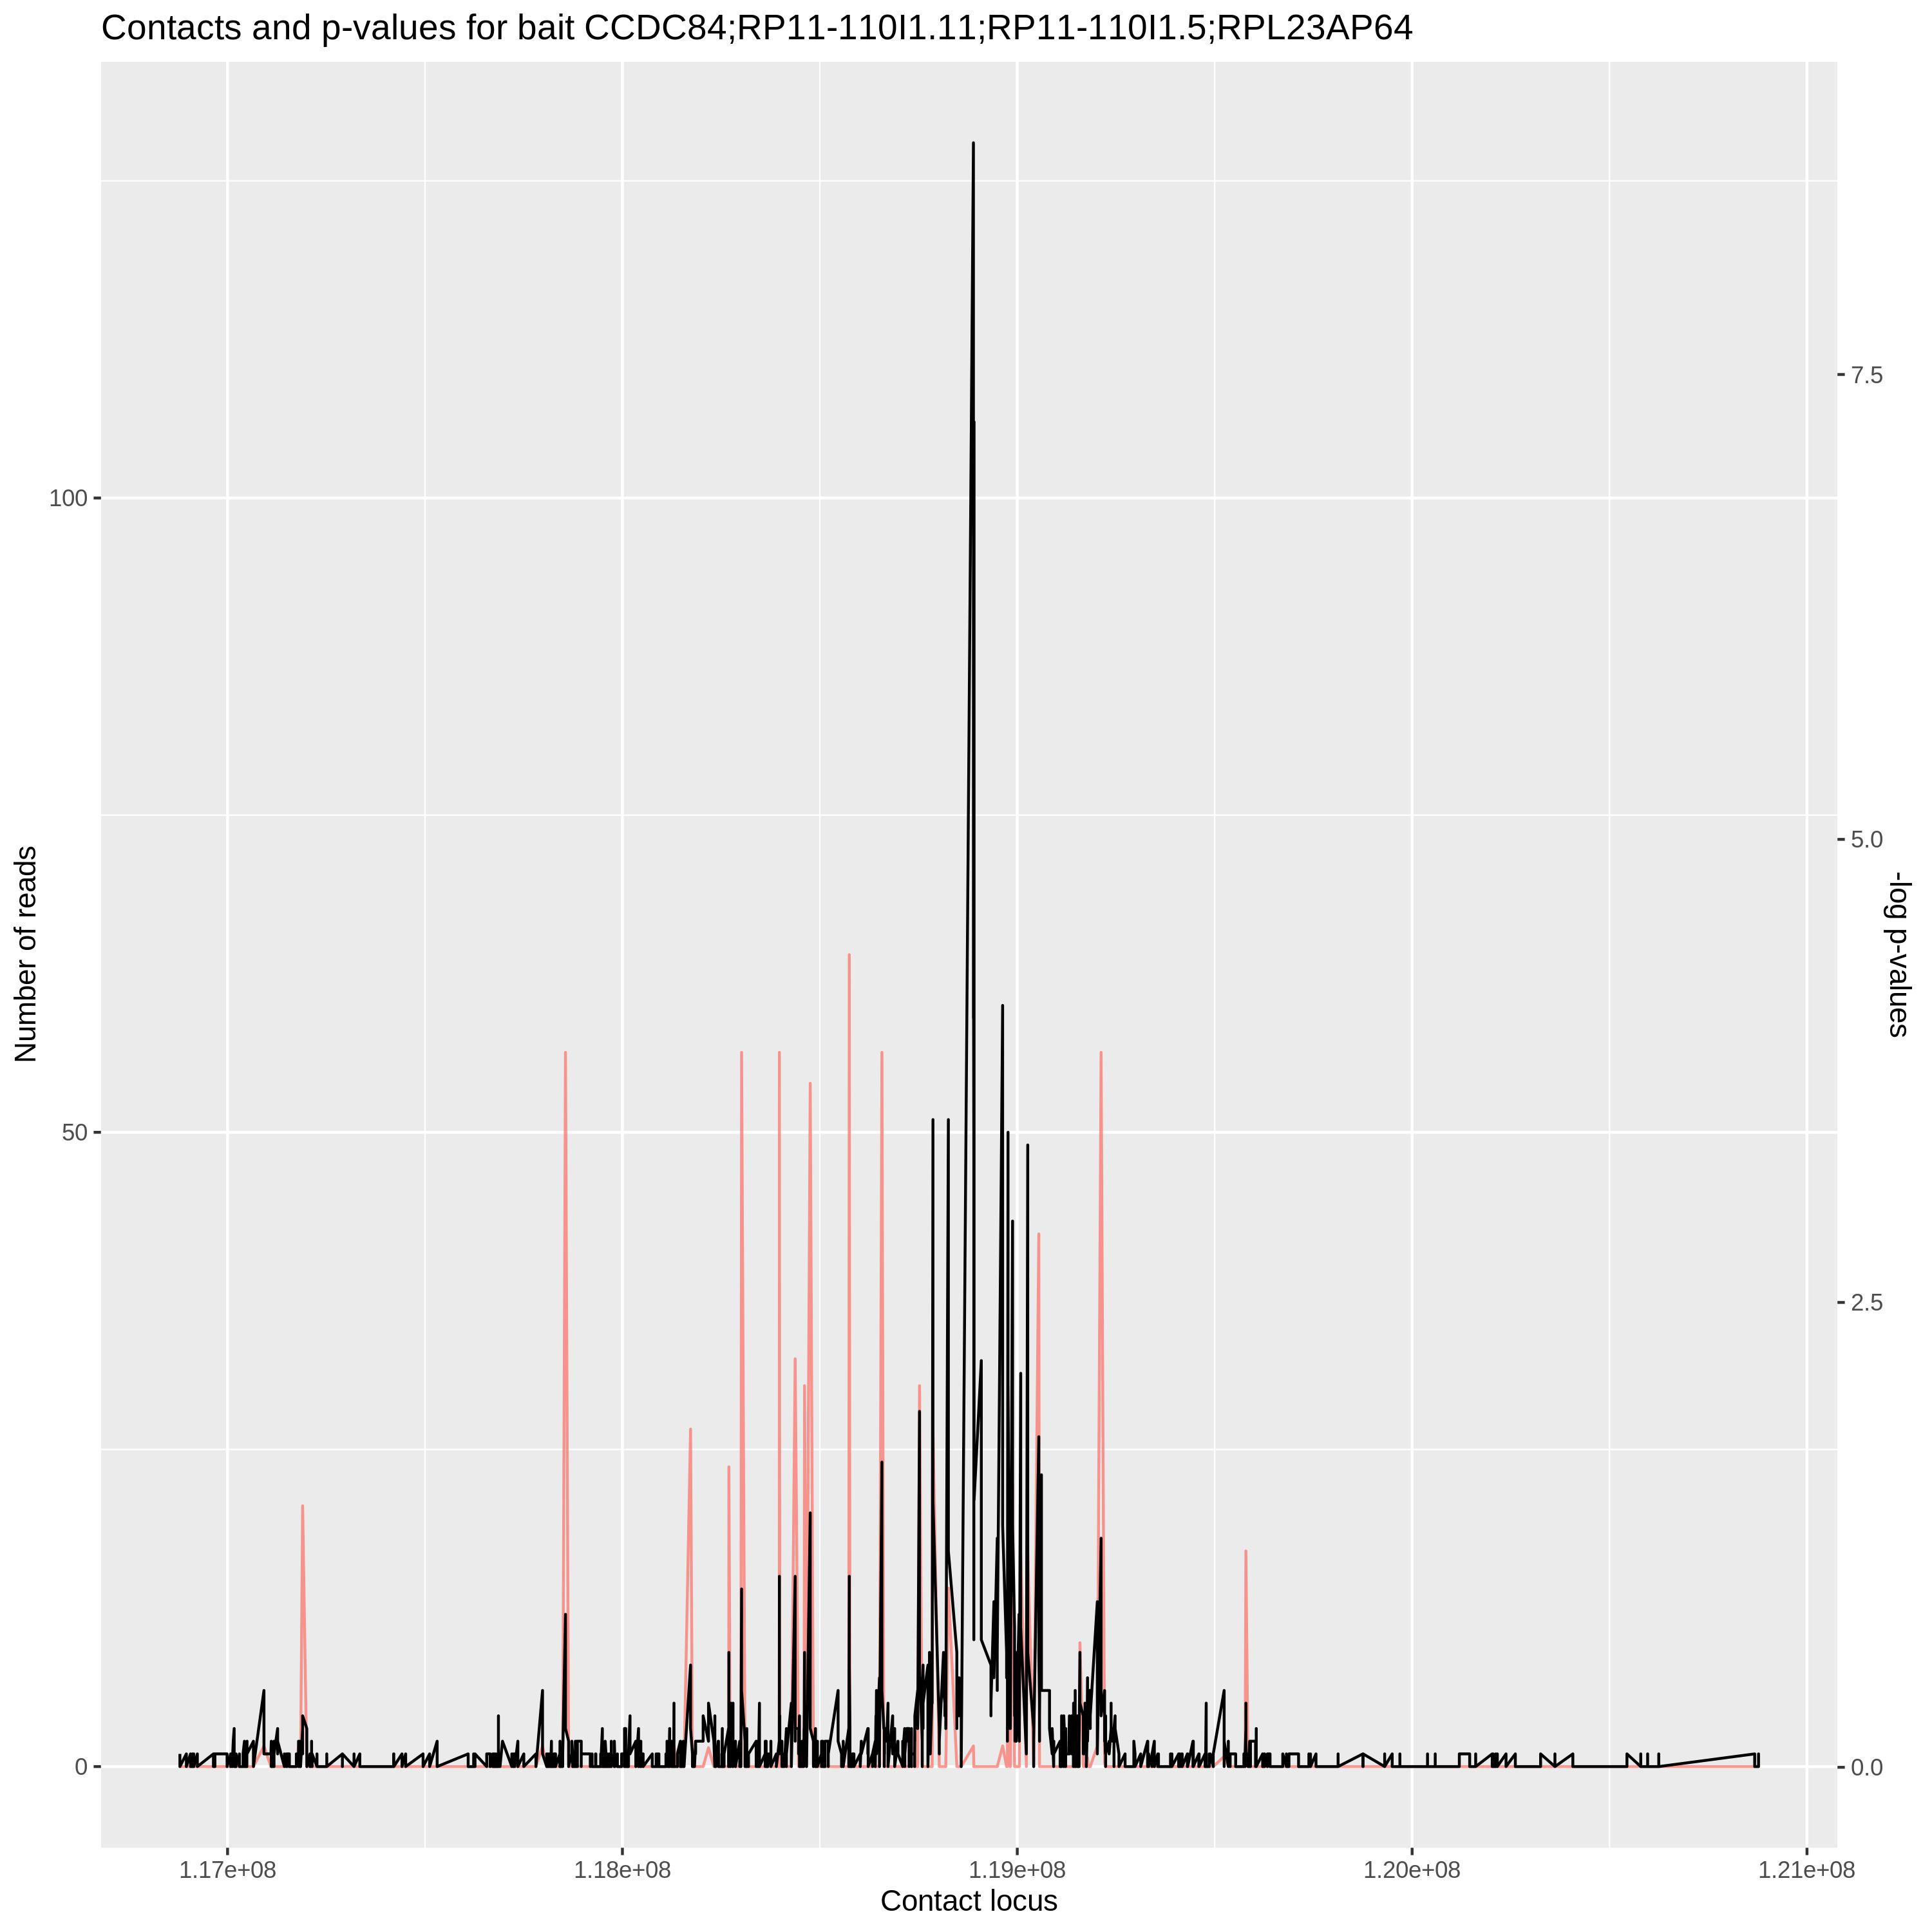 Contacts and p-values for bait CCDC84;RP11-110I1.11;RP11-110I1.5;RPL23AP64
Number of reads
100
50
0
7.5
5.0
2.5
0.0
-log p-values
1.17e+08 1.18e+08 1.19e+08 1.20e+08 1.21e+08
Contact locus